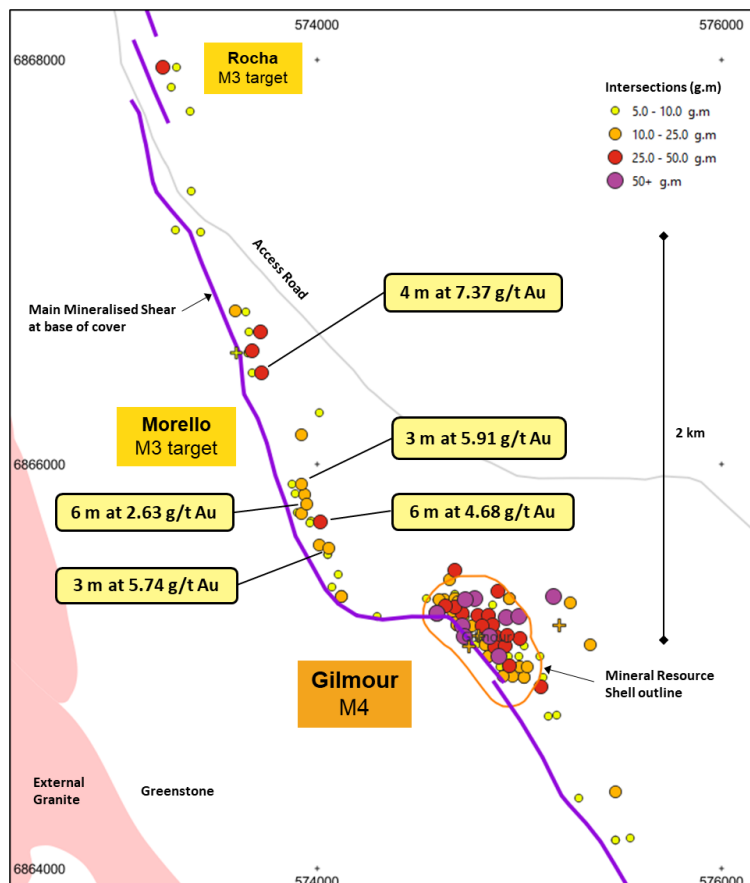 574000
576000
6868000
Rocha
M3 target
Intersections (g.m)
5.0 - 10.0 g.m
10.0 - 25.0 g.m
25.0 - 50.0 g.m
50+ g.m
Access Road
Main Mineralised Shear
at base of cover
4 m at 7.37 g/t Au
Morello
M3 target
6866000
3 m at 5.91 g/t Au
2 km
6 m at 2.63 g/t Au
6 m at 4.68 g/t Au
3 m at 5.74 g/t Au
Gilmour
Gilmour
M4
Mineral Resource
Shell outline
External
Granite
Greenstone
6864000
574000
576000